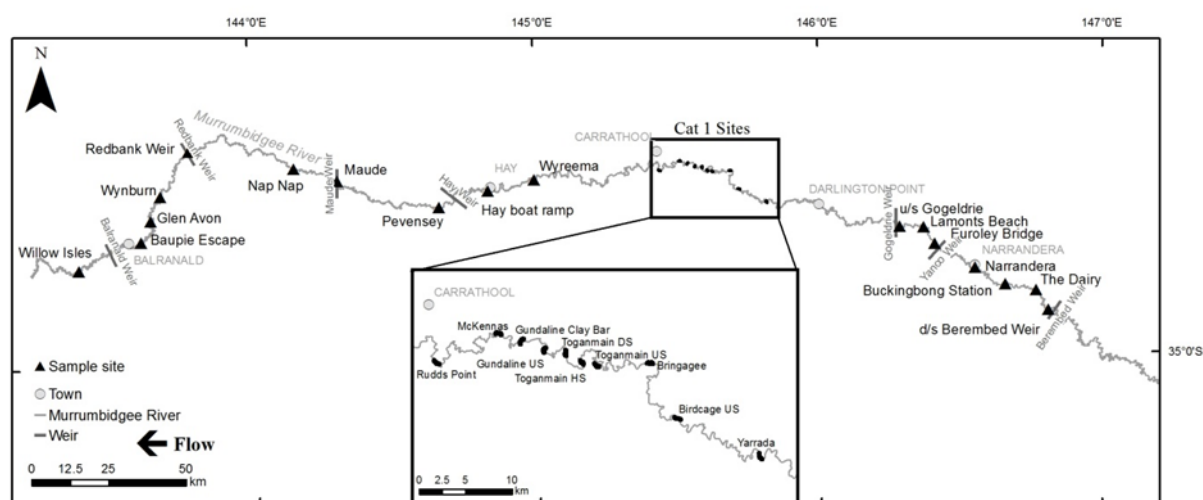 144°0'E
145°0'E
146°0'E
147°0'E
N
Murrumbidgee River
CARRATHOOL
Cat 1 Sites
Redbank Weir
Redbank Weir
Nap Nap
Maude Weir
Maude
HAY
Wyreema
Hay Weir
Hay boat ramp
Pevensey
Wynburn
Glen Avon
Baupie Escape
BALRANALD
Balranald Weir
Willow Isles
DARLINGTON POINT
Gogeldrie Weir
u/s Gogeldrie
Lamonts Beach
Furoley Bridge
Yanco Weir
NARRANDERA
Narrandera
The Dairy
Buckingbong Station
d/s Berembed Weir
Berembed Weir
35°0'S
CARRATHOOL
McKennas
Gundaline Clay Bar
Toganmain DS
Rudds Point
Gundaline US
Toganmain US
Toganmain HS
Bringagee
Birdcage US
Yarrada
0 2.5 5 10
km
Sample site
Town
Murrumbidgee River
Weir
Flow
0 12.5 25 50
km